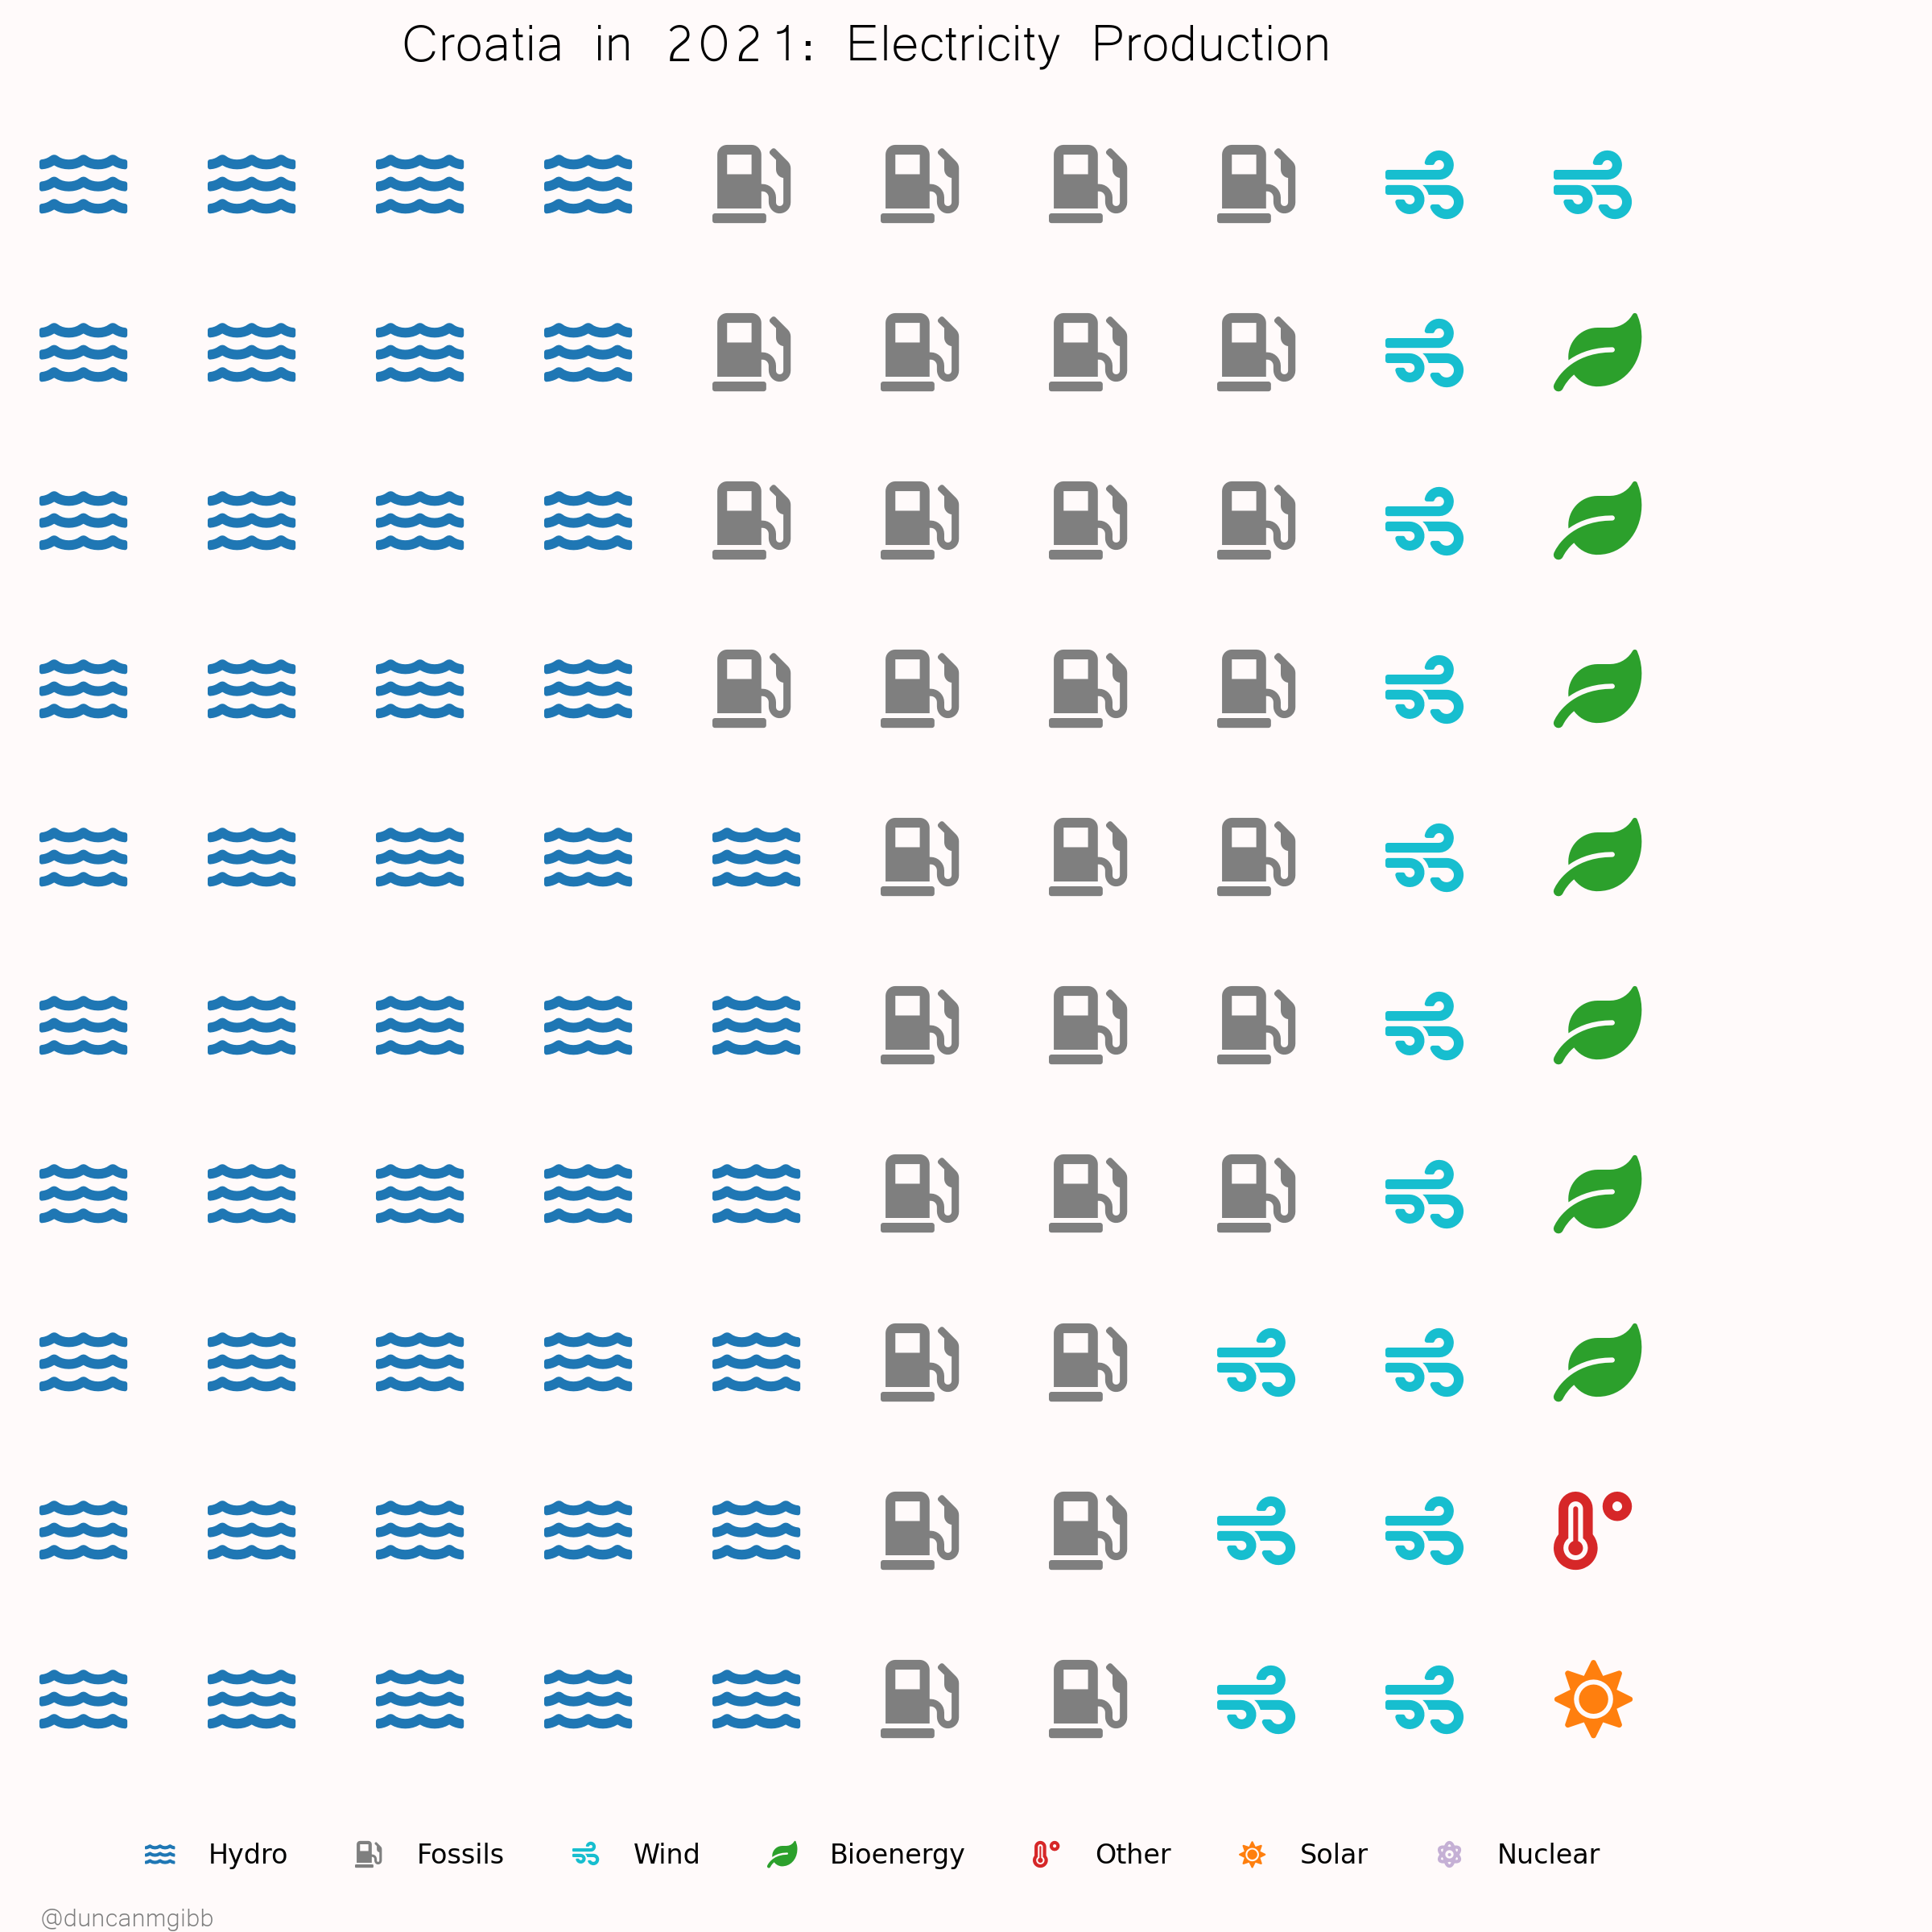 Croatia in 2021: Electricity Production
Hydro Fossils Wind Bioenergy Other Solar Nuclear
@duncanmgibb